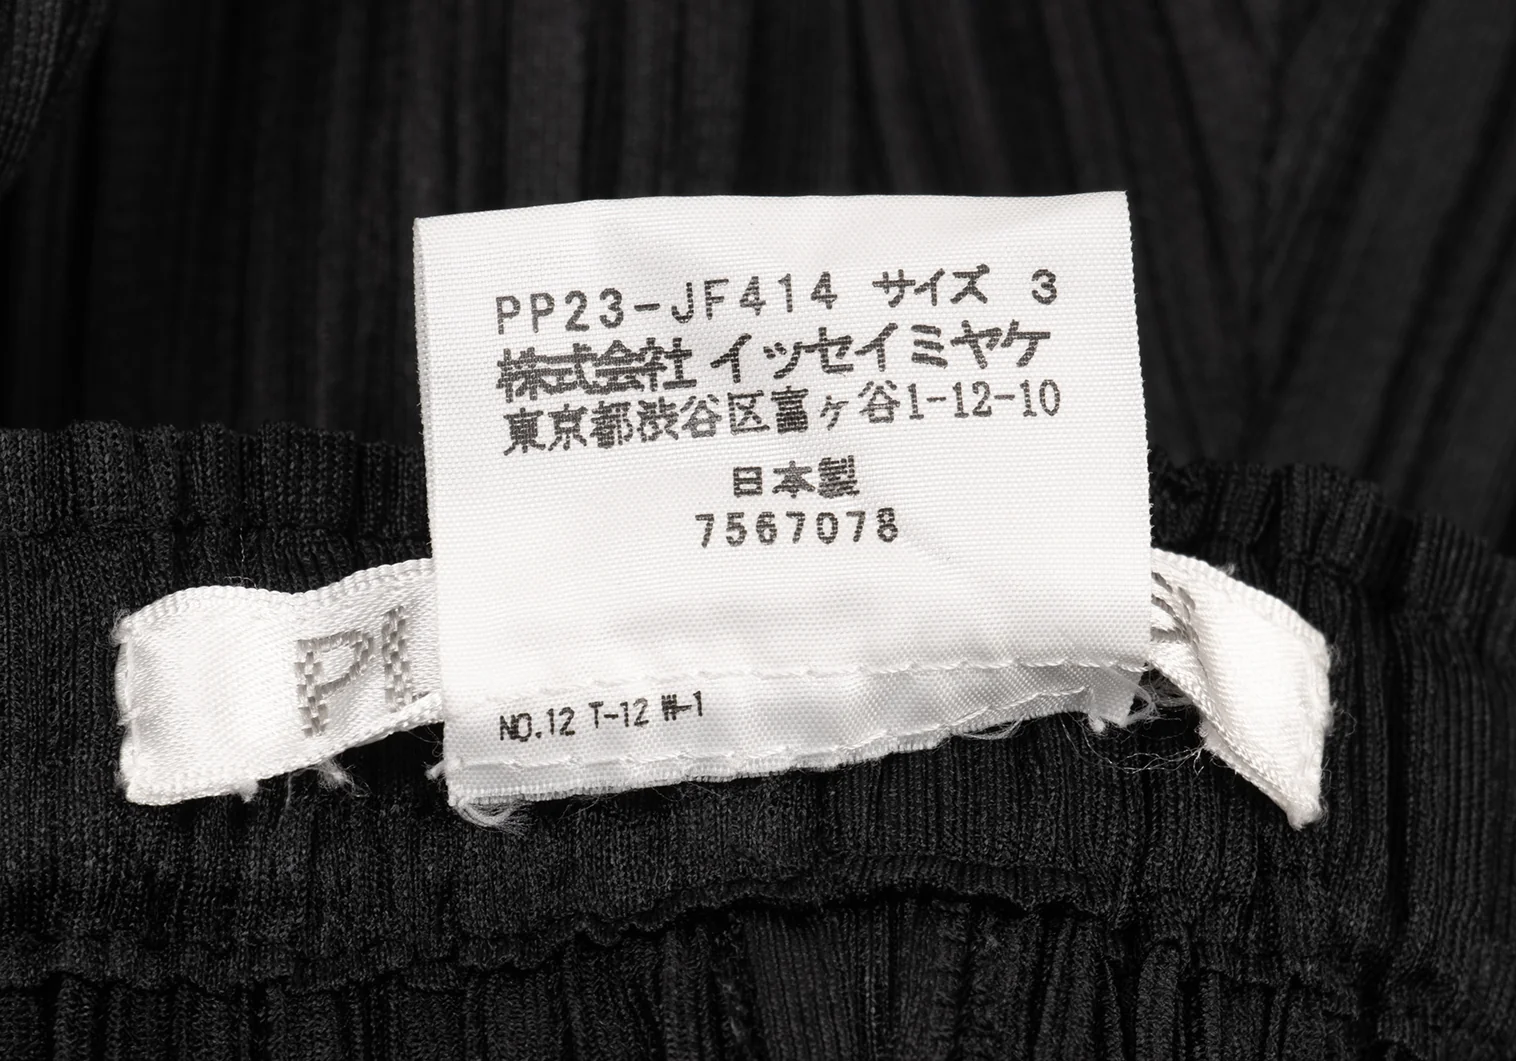 PP23-JF414 サイズ 3
株式会社 イッセイミヤケ
東京都渋谷区富ヶ谷1-12-10
日本製
7567078
PL
NO.12 T-12